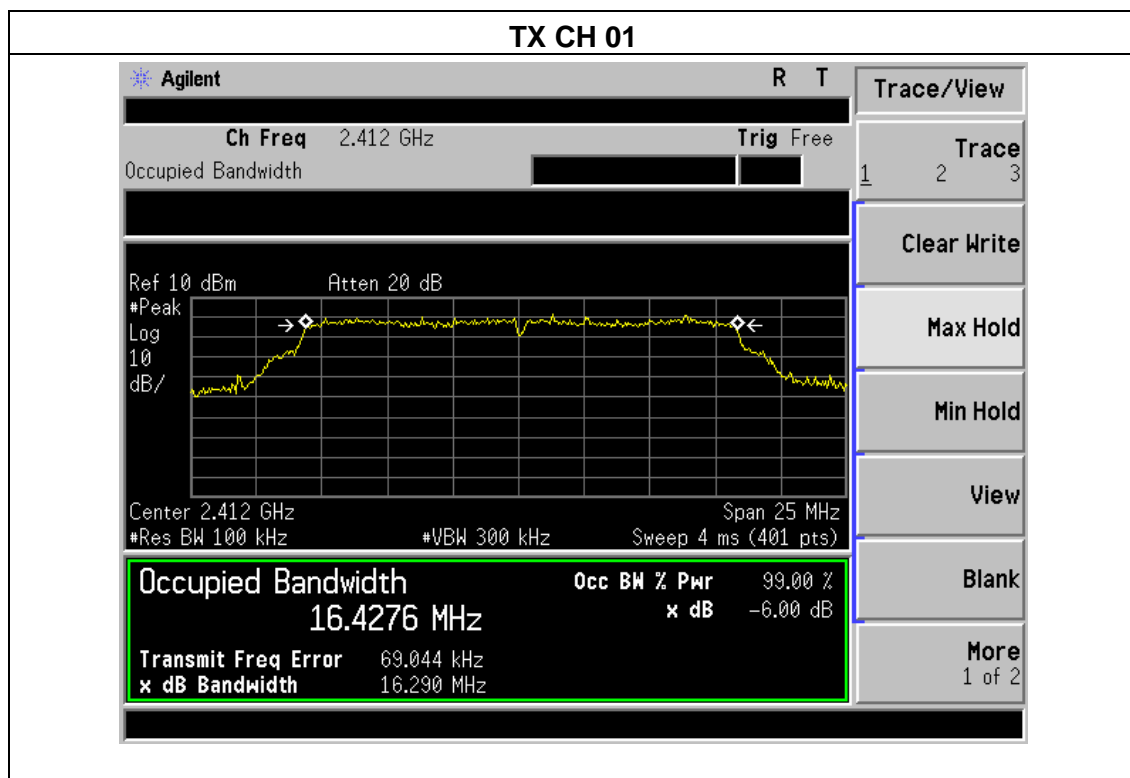 TX CH 01
Agilent R T
Trace/View
Ch Freq 2.412 GHz Trig Free
Occupied Bandwidth
Trace
1 2 3
Clear Write
Ref 10 dBm Atten 20 dB
#Peak
Log
10
dB/
Max Hold
Min Hold
View
Center 2.412 GHz Span 25 MHz
#Res BW 100 kHz #VBW 300 kHz Sweep 4 ms (401 pts)
Occupied Bandwidth Occ BW % Pwr 99.00 %
16.4276 MHz x dB -6.00 dB
Blank
Transmit Freq Error 69.044 kHz
x dB Bandwidth 16.290 MHz
More
1 of 2